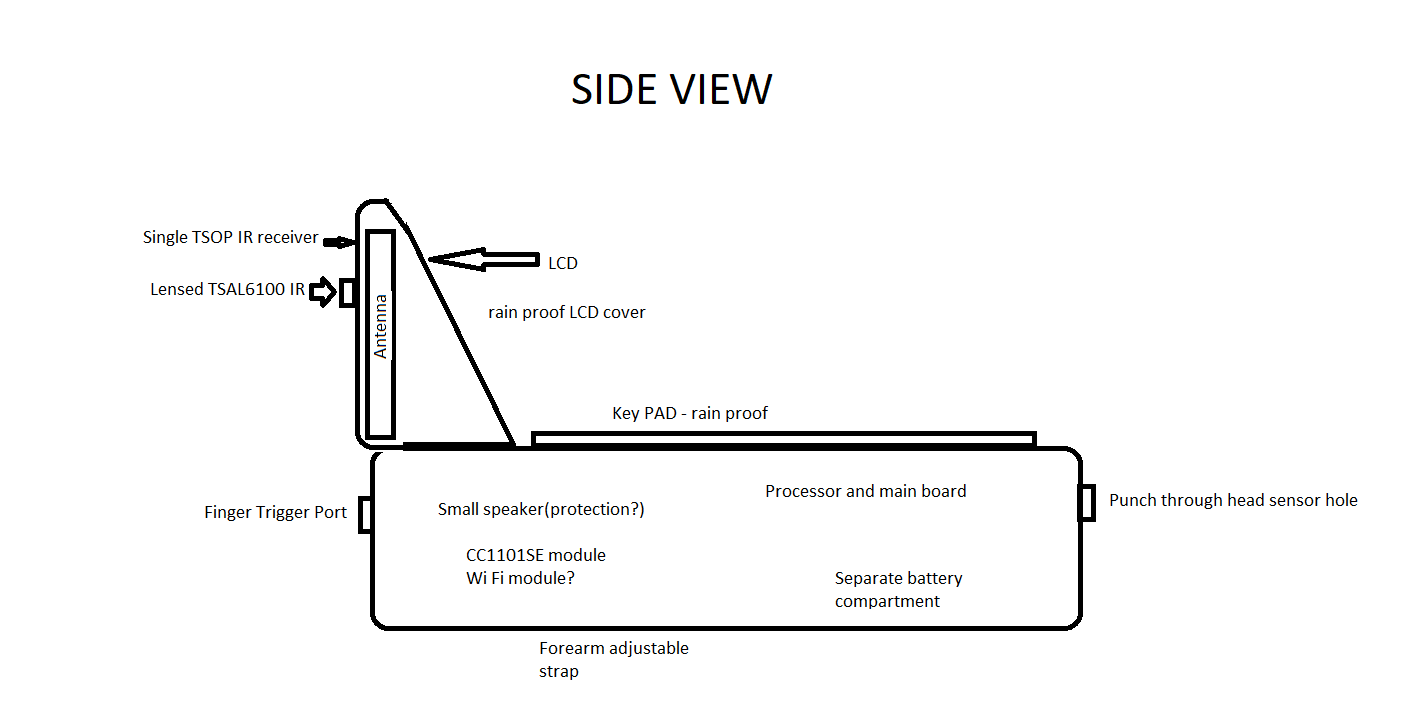 SIDE VIEW
Single TSOP IR receiver
LCD
Lensed TSAL6100 IR
Antenna
rain proof LCD cover
Key PAD - rain proof
Processor and main board
Punch through head sensor hole
Finger Trigger Port
Small speaker(protection?)
CC1101SE module
Wi Fi module?
Separate battery
compartment
Forearm adjustable
strap